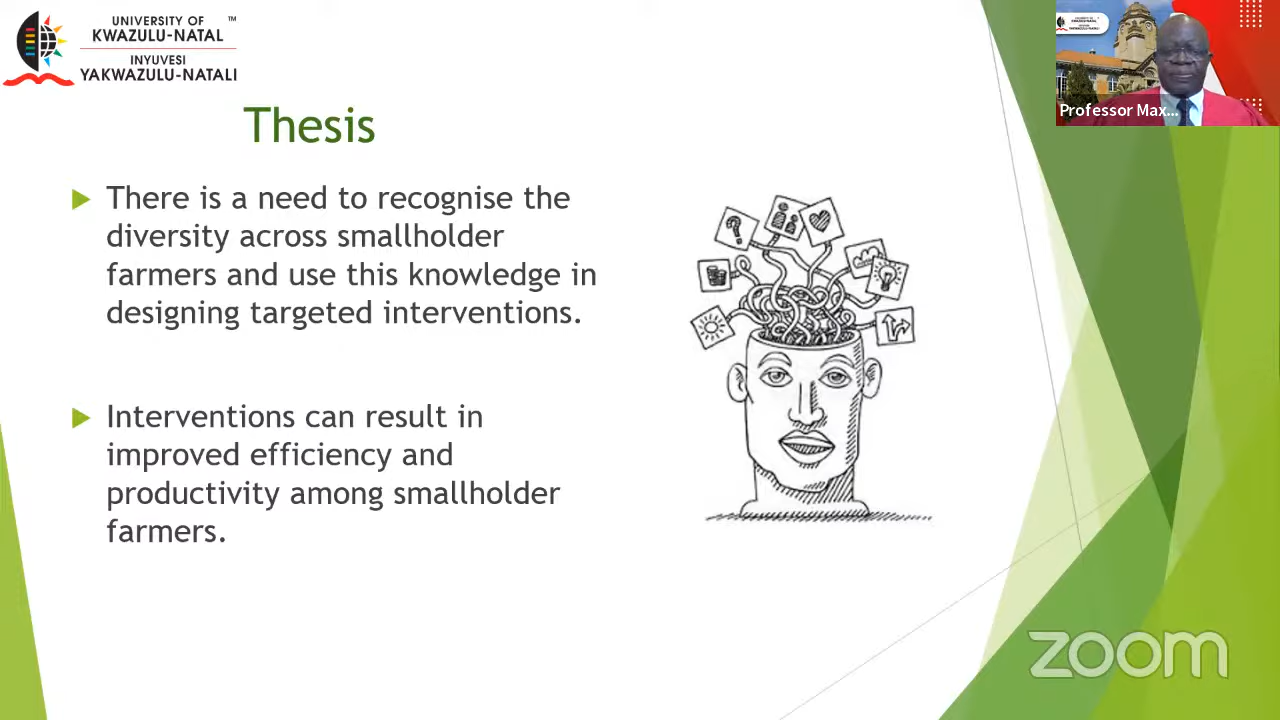 UNIVERSITY OF ™
KWAZULU-NATAL
INYUVESI
YAKWAZULU-NATALI
Thesis
There is a need to recognise the
diversity across smallholder
farmers and use this knowledge in
designing targeted interventions.
Interventions can result in
improved efficiency and
productivity among smallholder
farmers.
Professor Max...
zoom